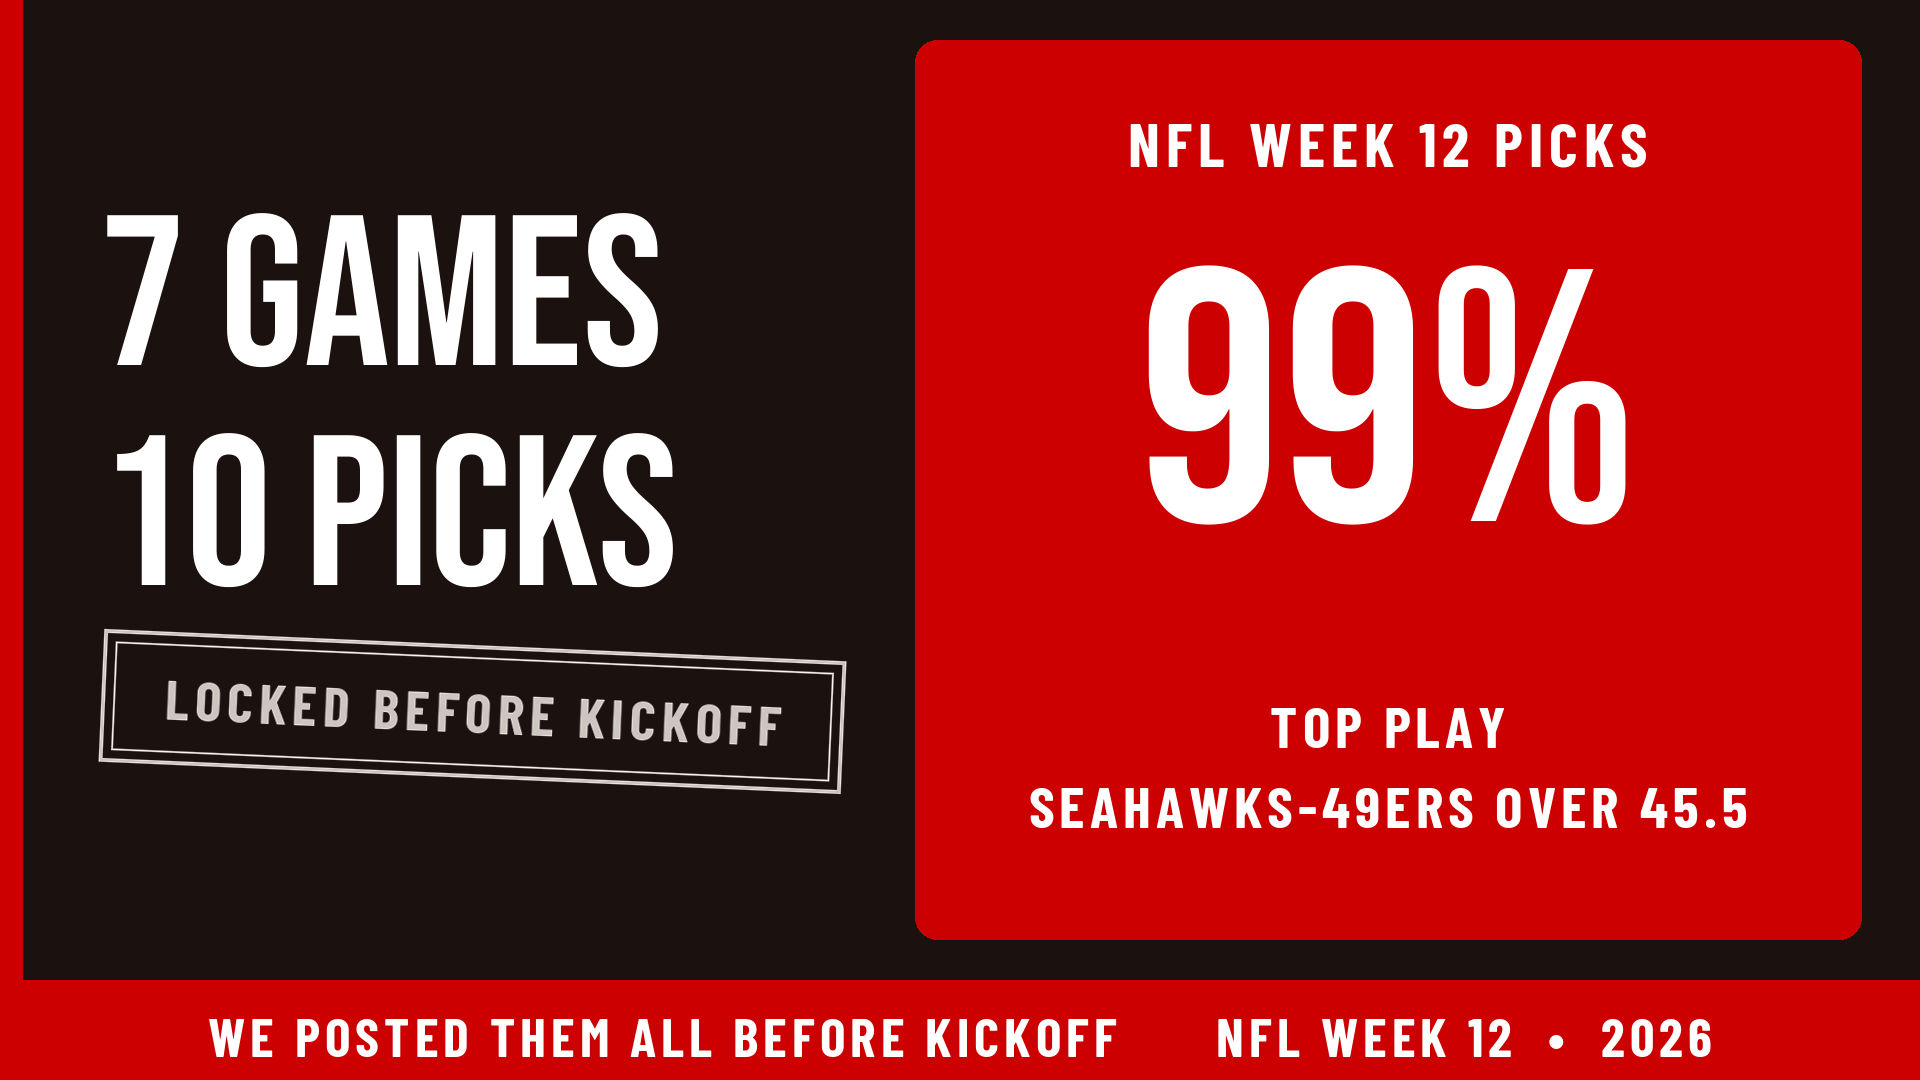 7 GAMES
10 PICKS
LOCKED BEFORE KICKOFF
NFL WEEK 12 PICKS
99%
TOP PLAY
SEAHAWKS-49ERS OVER 45.5
WE POSTED THEM ALL BEFORE KICKOFF
NFL WEEK 12 • 2026